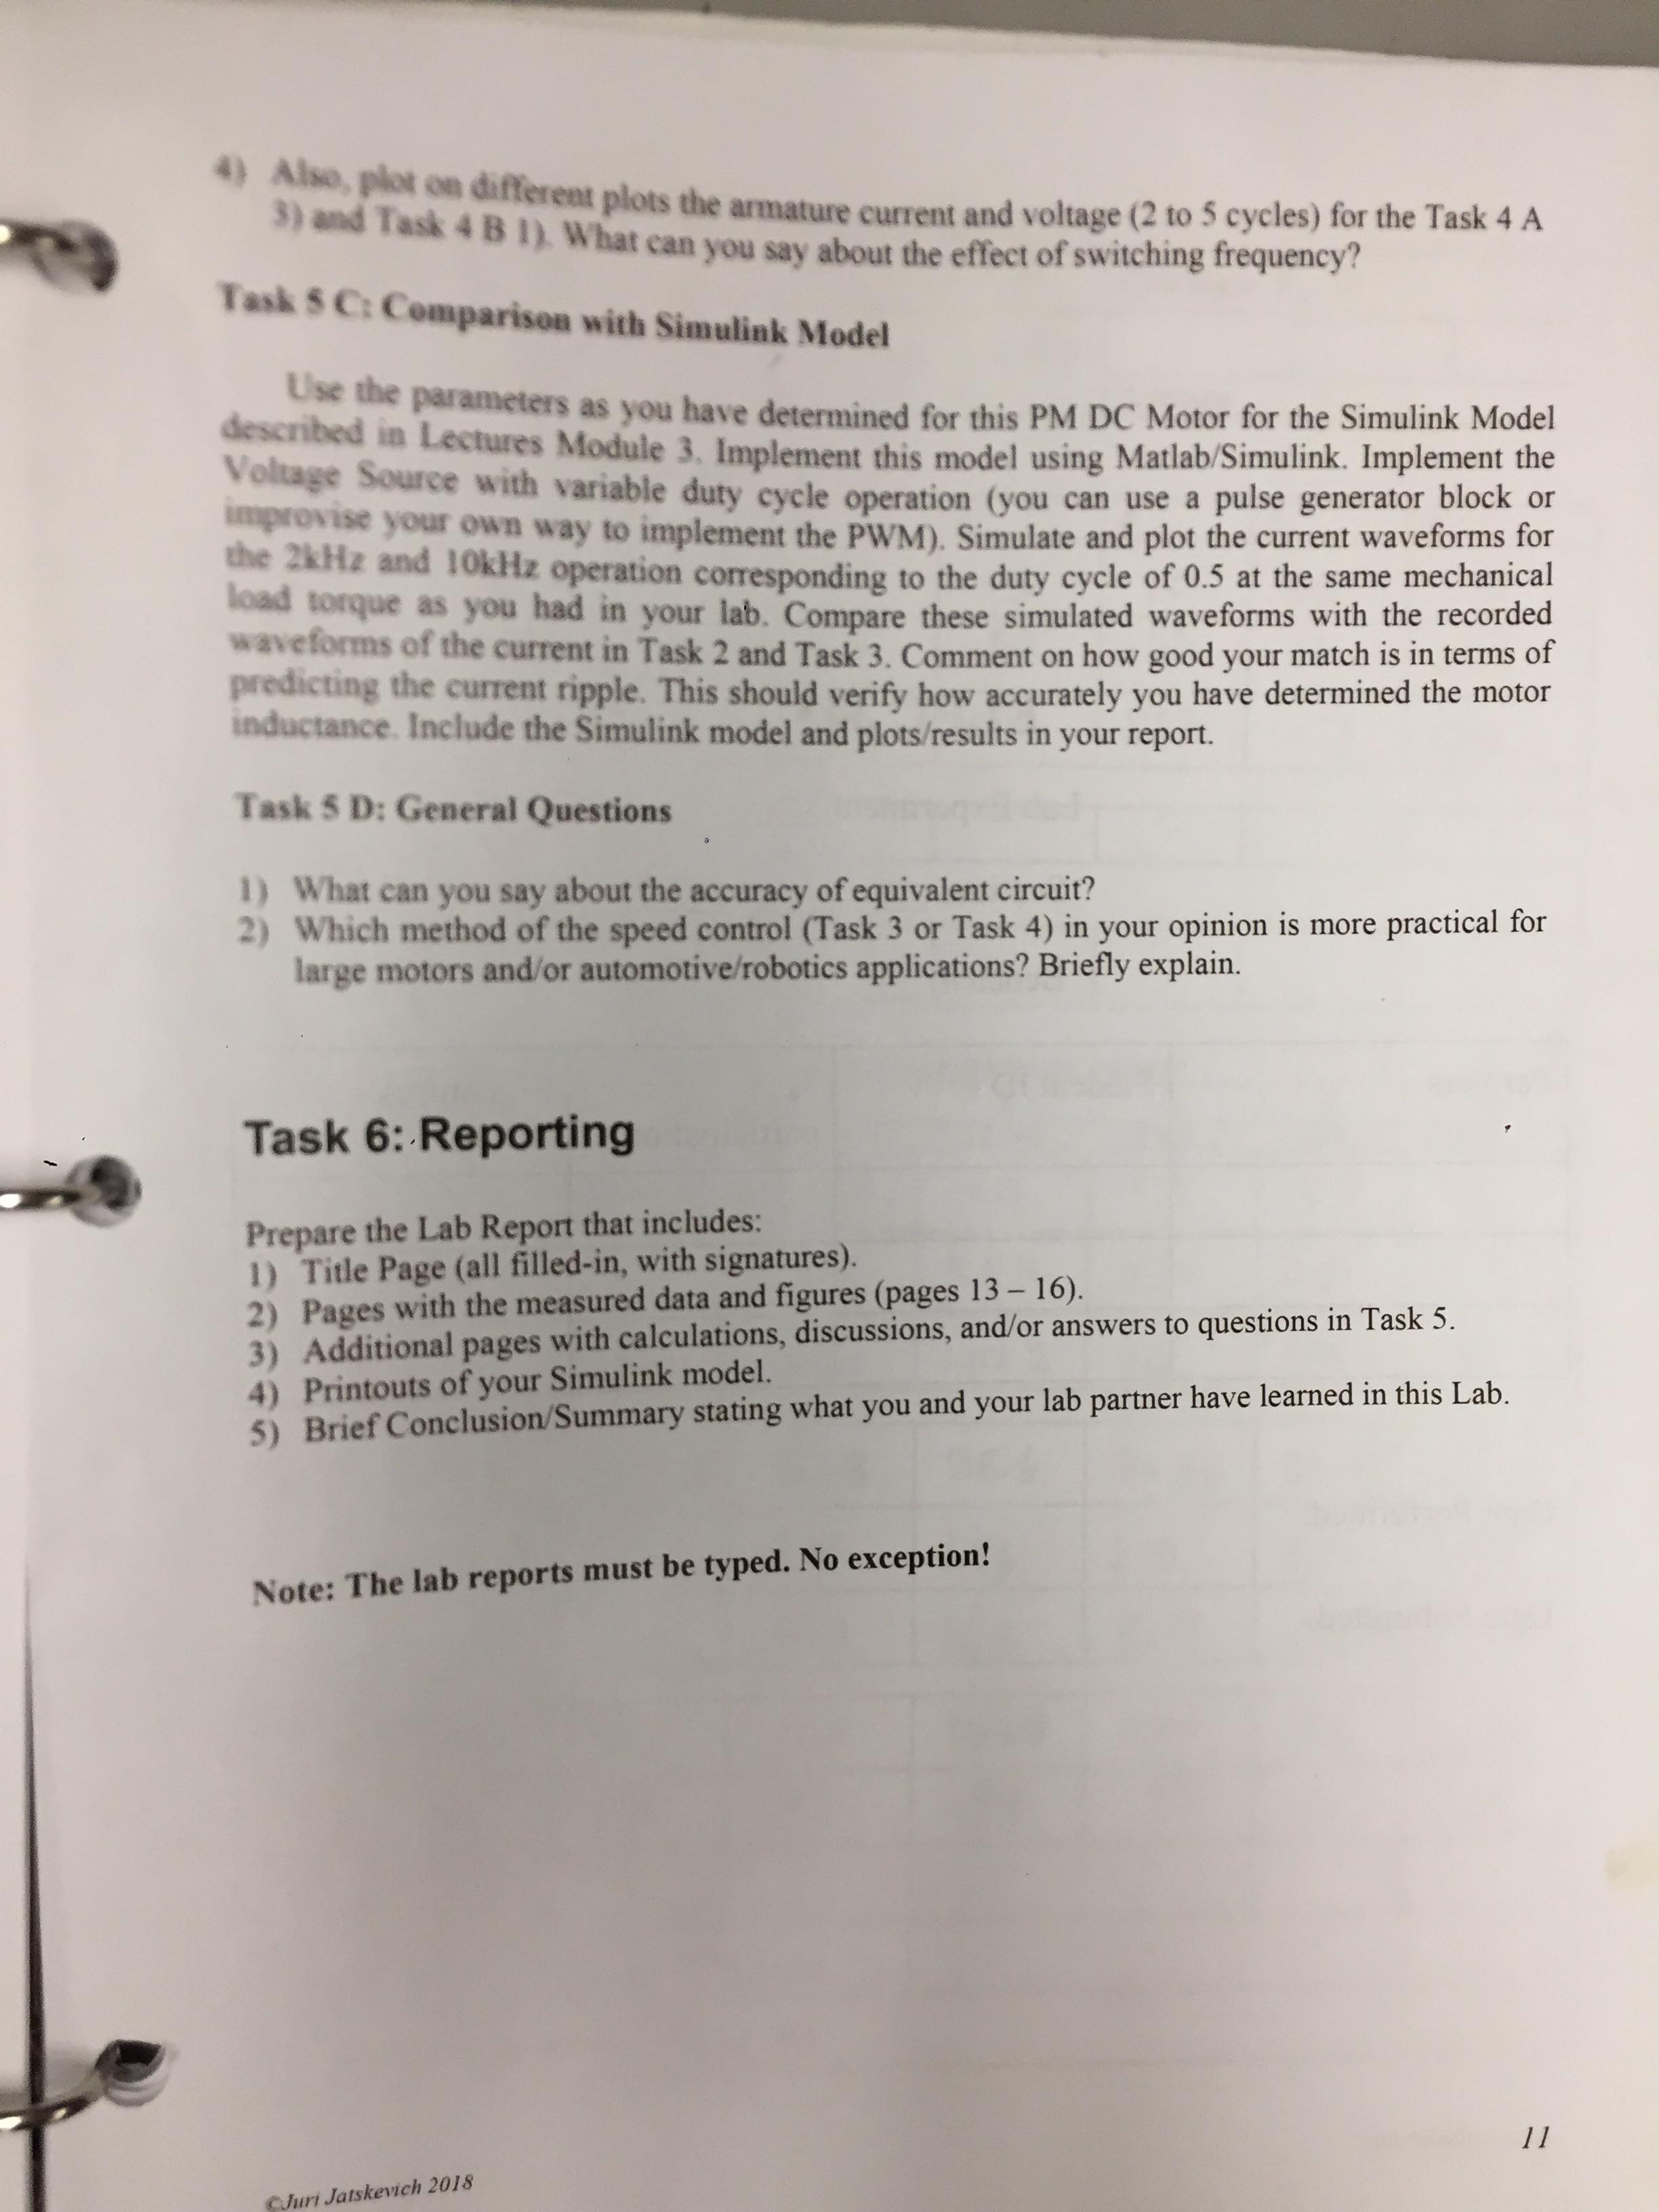 4) Also, plot on different plots the armature current and voltage (2 to 5 cycles) for the Task 4 A
3) and Task 4 B 1). What can you say about the effect of switching frequency?
Task 5 C: Comparison with Simulink Model
Use the parameters as you have determined for this PM DC Motor for the Simulink Model
described in Lectures Module 3. Implement this model using Matlab/Simulink. Implement the
Voltage Source with variable duty cycle operation (you can use a pulse generator block or
improvise your own way to implement the PWM). Simulate and plot the current waveforms for
the 2kHz and 10kHz operation corresponding to the duty cycle of 0.5 at the same mechanical
load torque as you had in your lab. Compare these simulated waveforms with the recorded
waveforms of the current in Task 2 and Task 3. Comment on how good your match is in terms of
predicting the current ripple. This should verify how accurately you have determined the motor
inductance. Include the Simulink model and plots/results in your report.
Task 5 D: General Questions
1) What can you say about the accuracy of equivalent circuit?
2) Which method of the speed control (Task 3 or Task 4) in your opinion is more practical for
large motors and/or automotive/robotics applications? Briefly explain.
Task 6: Reporting
Prepare the Lab Report that includes:
1) Title Page (all filled-in, with signatures).
2) Pages with the measured data and figures (pages 13 – 16).
3) Additional pages with calculations, discussions, and/or answers to questions in Task 5.
4) Printouts of your Simulink model.
5) Brief Conclusion/Summary stating what you and your lab partner have learned in this Lab.
Note: The lab reports must be typed. No exception!
11
©Juri Jatskevich 2018